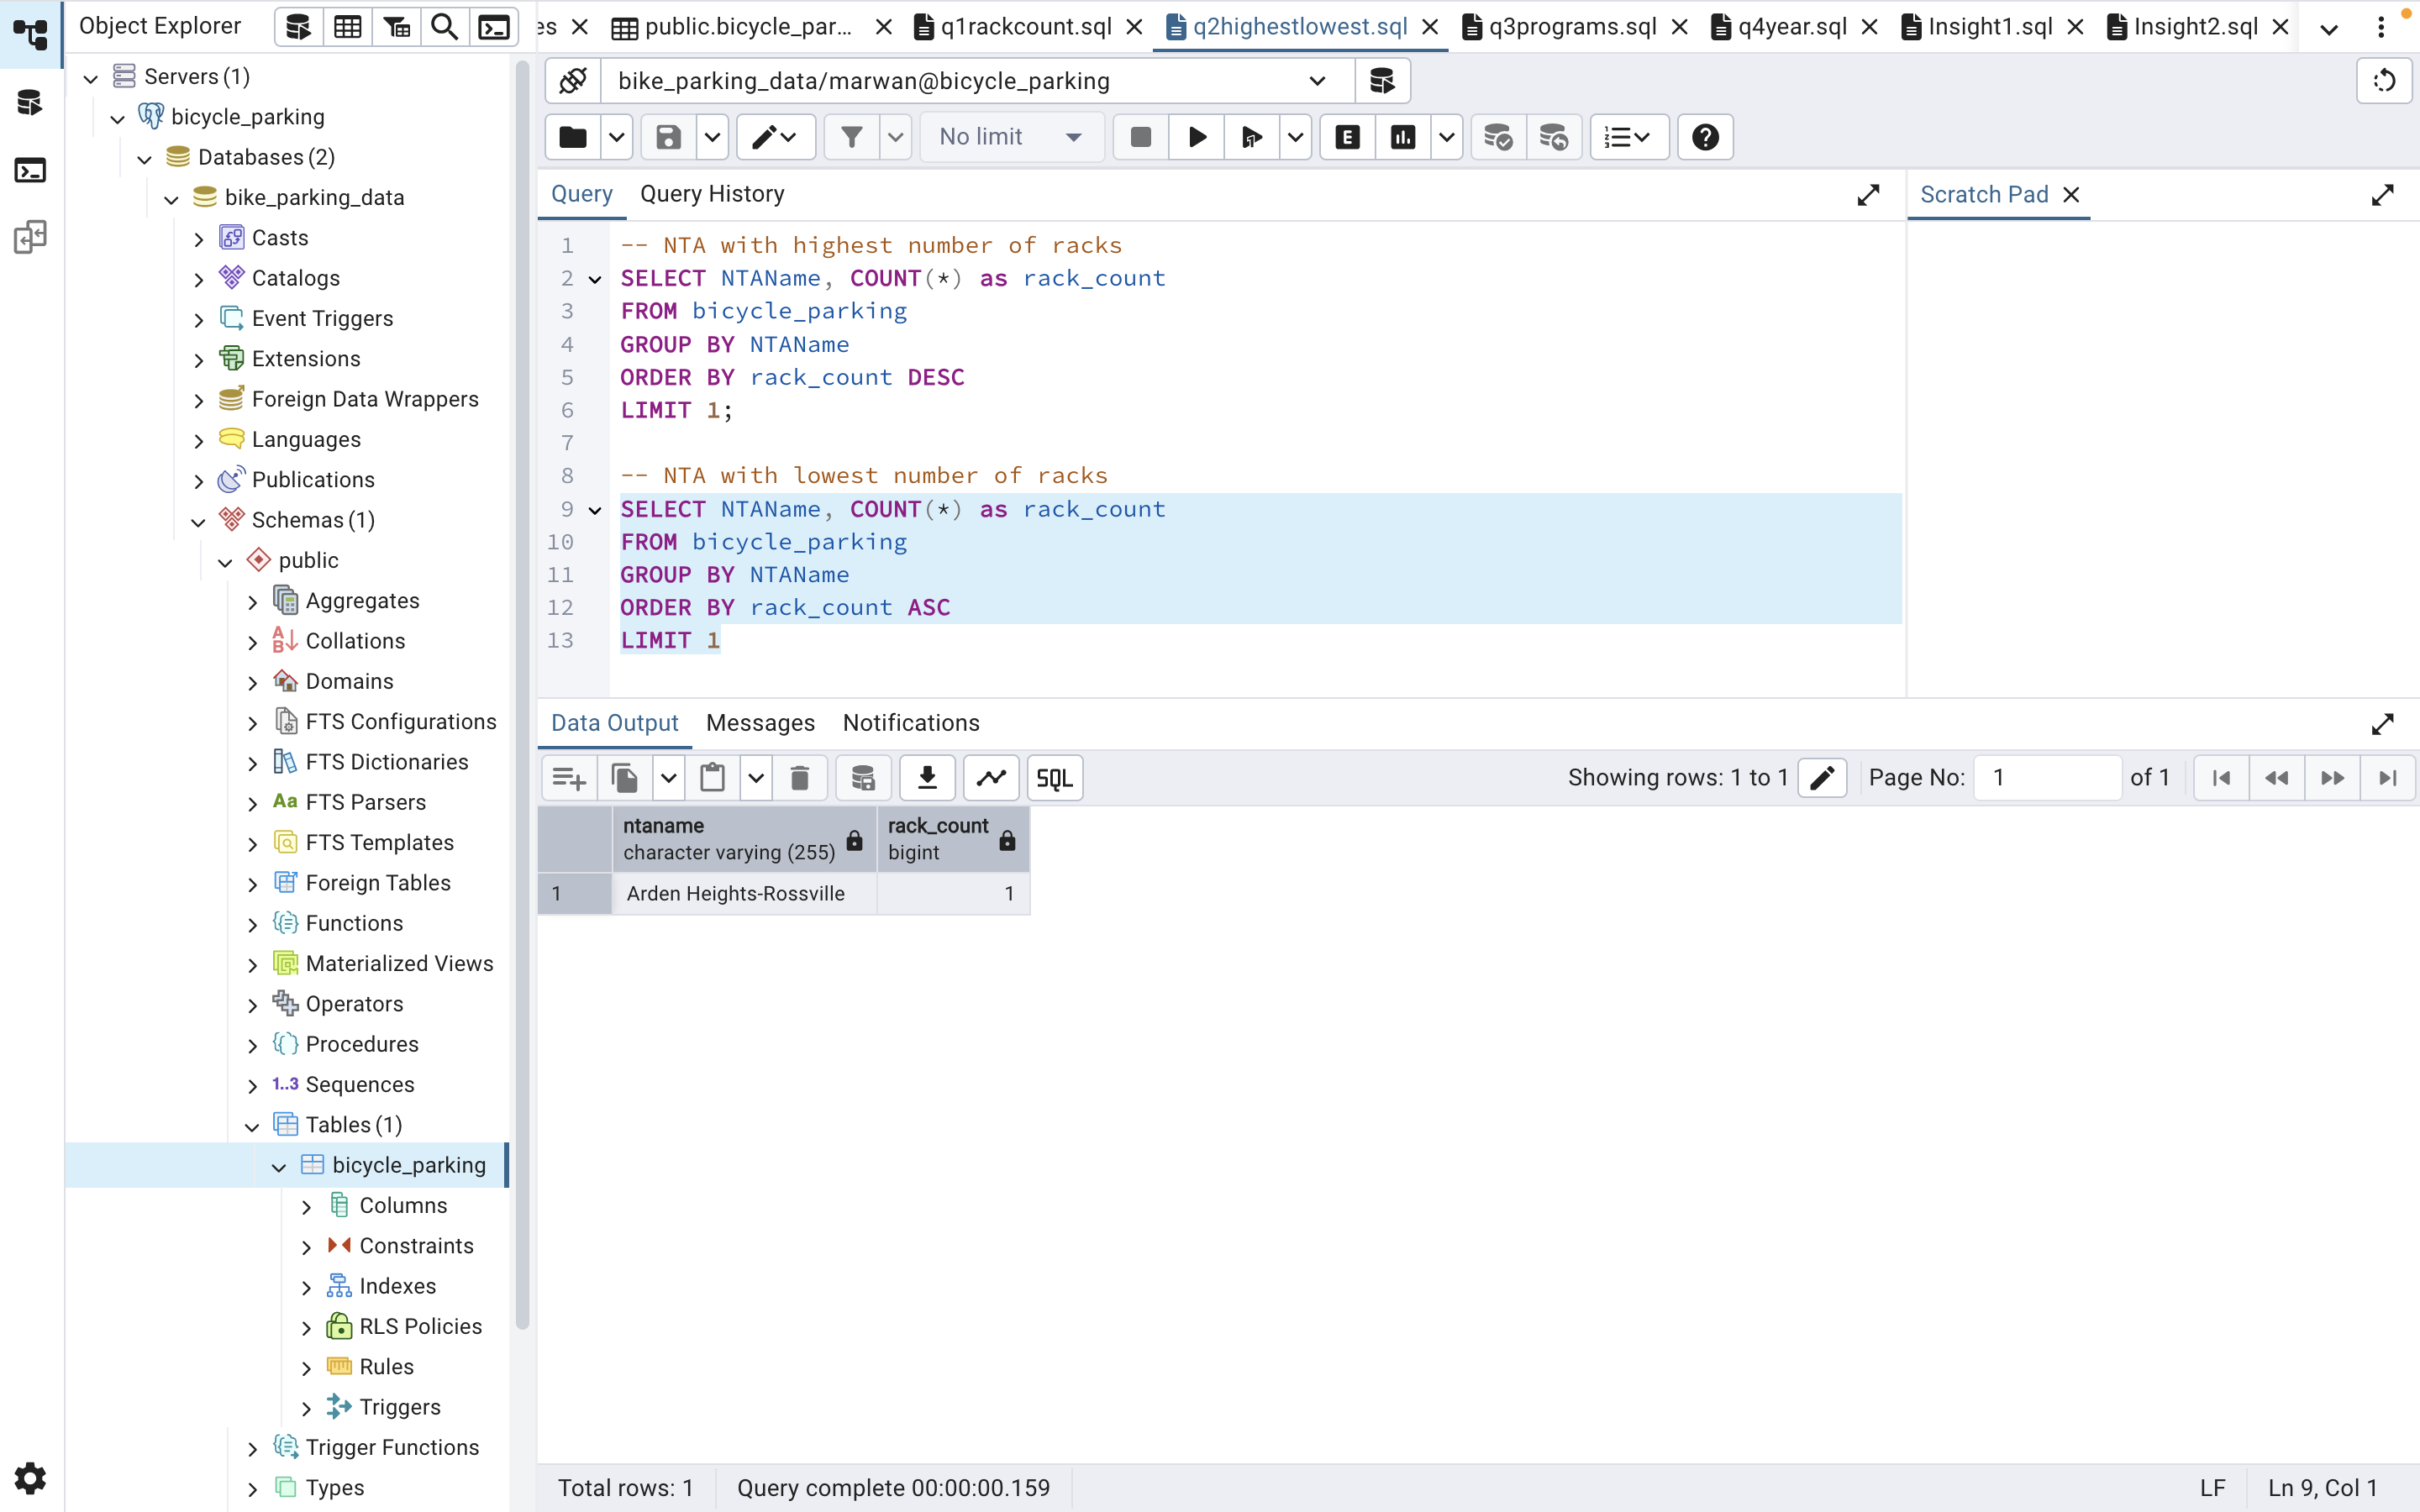 Object Explorer
es
public.bicycle_par...
q1rackcount.sql
q2highestlowest.sql
q3programs.sql
q4year.sql
Insight1.sql
Insight2.sql
Servers (1)
bicycle_parking
Databases (2)
bike_parking_data
Casts
Catalogs
Event Triggers
Extensions
Foreign Data Wrappers
Languages
Publications
Schemas (1)
public
Aggregates
Collations
Domains
FTS Configurations
FTS Dictionaries
Aa FTS Parsers
FTS Templates
Foreign Tables
Functions
Materialized Views
Operators
Procedures
1..3 Sequences
Tables (1)
bicycle_parking
Columns
Constraints
Indexes
RLS Policies
Rules
Triggers
Trigger Functions
Types
bike_parking_data/marwan@bicycle_parking
No limit
E
Query
Query History
Scratch Pad
1 -- NTA with highest number of racks
2 SELECT NTAName, COUNT(*) as rack_count
3 FROM bicycle_parking
4 GROUP BY NTAName
5 ORDER BY rack_count DESC
6 LIMIT 1;
7
8 -- NTA with lowest number of racks
9 SELECT NTAName, COUNT(*) as rack_count
10 FROM bicycle_parking
11 GROUP BY NTAName
12 ORDER BY rack_count ASC
13 LIMIT 1
Data Output
Messages
Notifications
SQL
Showing rows: 1 to 1
Page No: 1 of 1
ntaname
character varying (255)
rack_count
bigint
1 Arden Heights-Rossville 1
Total rows: 1
Query complete 00:00:00.159
LF
Ln 9, Col 1